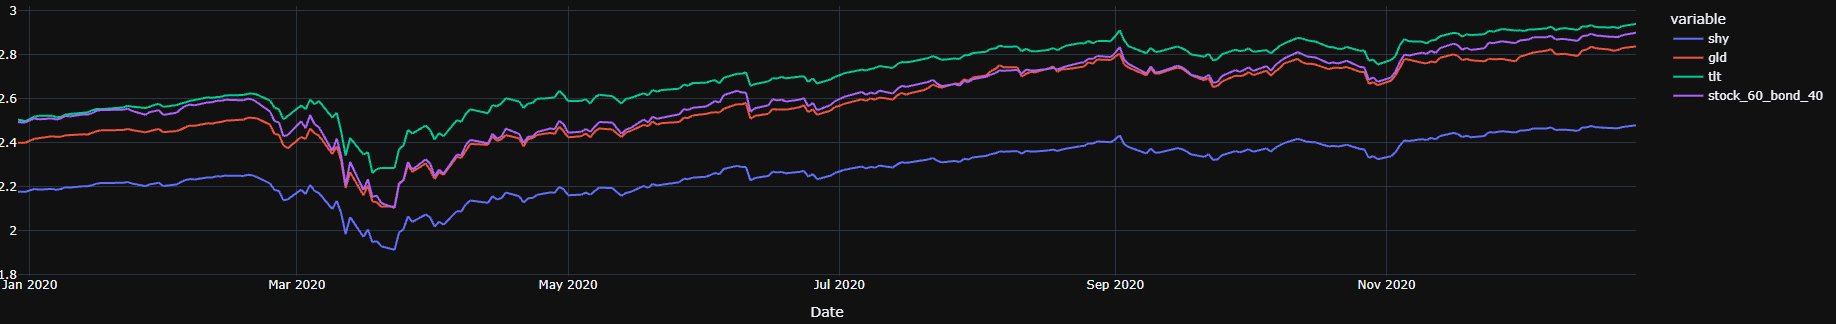 variable
shy
gld
tlt
stock_60_bond_40
3
2.8
2.6
2.4
2.2
2
1.8
Jan 2020
Mar 2020
May 2020
Jul 2020
Sep 2020
Nov 2020
Date